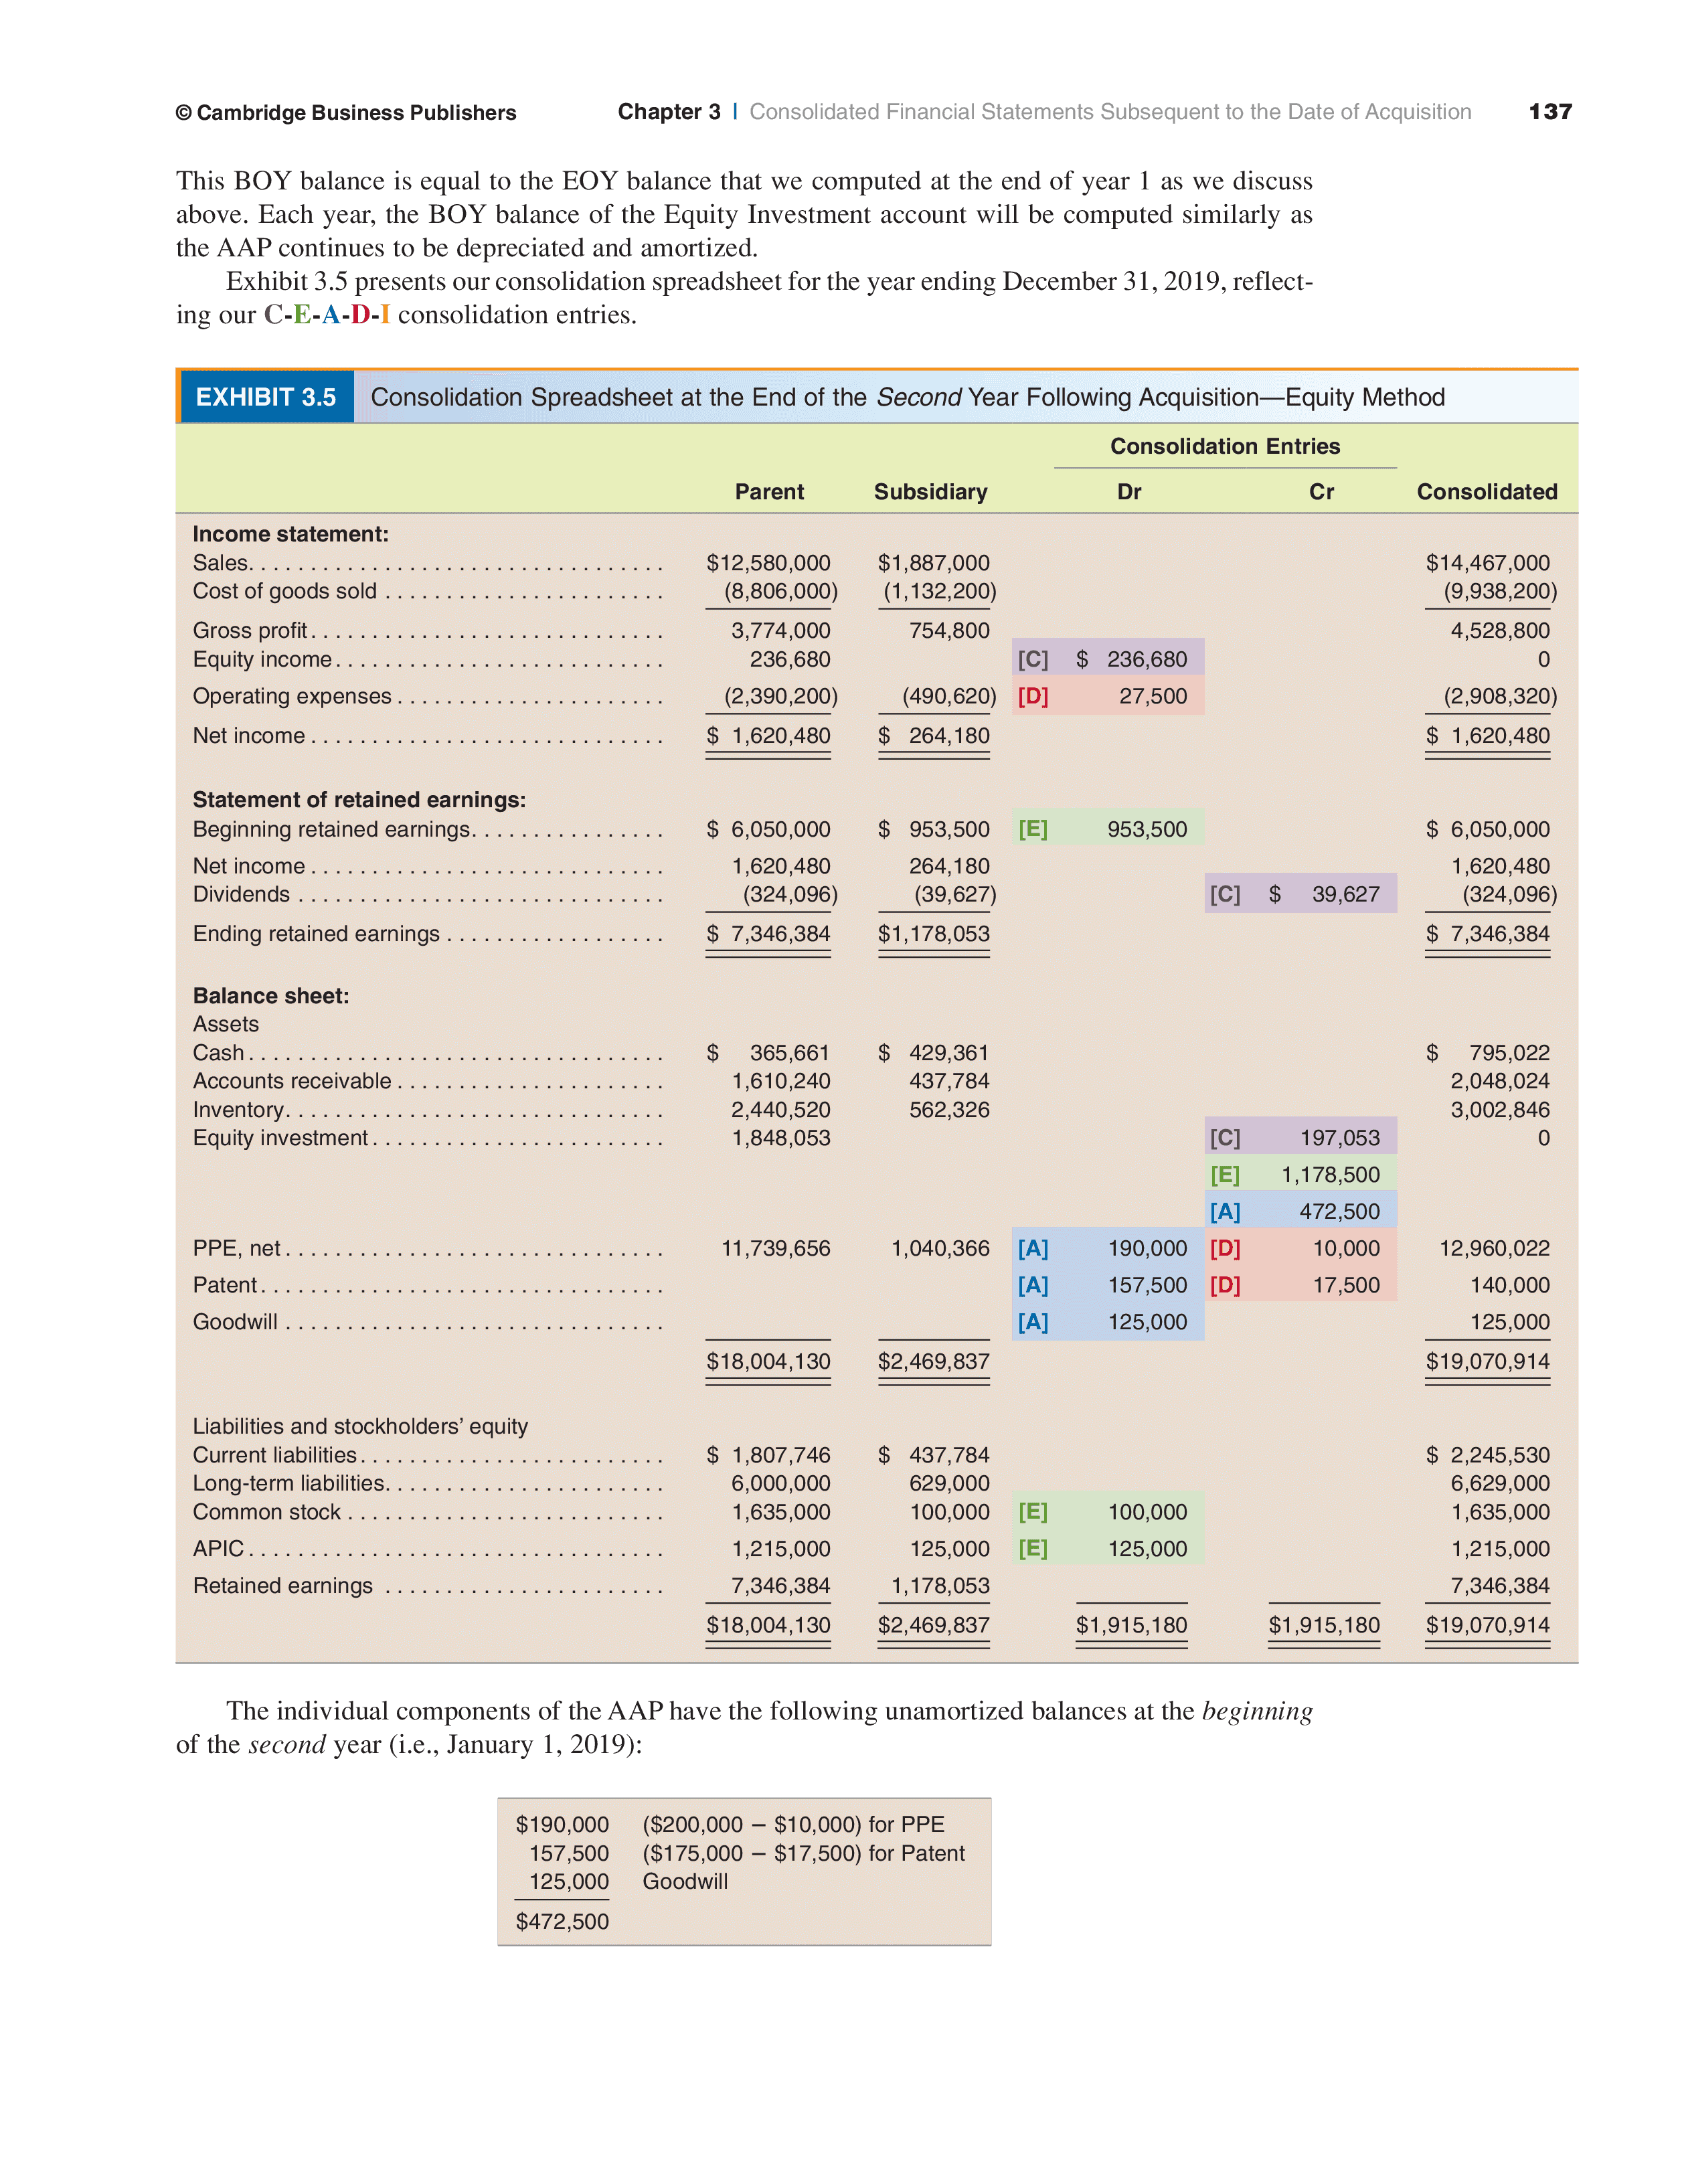 © Cambridge Business Publishers Chapter 3 | Consolidated Financial Statements Subsequent to the Date of Acquisition 137
This BOY balance is equal to the EOY balance that we computed at the end of year 1 as we discuss
above. Each year, the BOY balance of the Equity Investment account will be computed similarly as
the AAP continues to be depreciated and amortized.
Exhibit 3.5 presents our consolidation spreadsheet for the year ending December 31, 2019, reflect-
ing our C-E-A-D-I consolidation entries.
EXHIBIT 3.5 Consolidation Spreadsheet at the End of the Second Year Following Acquisition—Equity Method
Consolidation Entries
Parent Subsidiary Dr Cr Consolidated
Income statement:
Sales. . . . . . . . . . . . . . . . . . . . . . . . . . . . . . . . . . $12,580,000 $1,887,000 $14,467,000
Cost of goods sold . . . . . . . . . . . . . . . . . . . . . . . (8,806,000) (1,132,200) (9,938,200)
Gross profit. . . . . . . . . . . . . . . . . . . . . . . . . . . . . 3,774,000 754,800 4,528,800
Equity income. . . . . . . . . . . . . . . . . . . . . . . . . . . 236,680 [C] $ 236,680 0
Operating expenses . . . . . . . . . . . . . . . . . . . . . . (2,390,200) (490,620) [D] 27,500 (2,908,320)
Net income . . . . . . . . . . . . . . . . . . . . . . . . . . . . . $ 1,620,480 $ 264,180 $ 1,620,480
Statement of retained earnings:
Beginning retained earnings. . . . . . . . . . . . . . . . $ 6,050,000 $ 953,500 [E] 953,500 $ 6,050,000
Net income . . . . . . . . . . . . . . . . . . . . . . . . . . . . . 1,620,480 264,180 1,620,480
Dividends . . . . . . . . . . . . . . . . . . . . . . . . . . . . . . (324,096) (39,627) [C] $ 39,627 (324,096)
Ending retained earnings . . . . . . . . . . . . . . . . . . $ 7,346,384 $1,178,053 $ 7,346,384
Balance sheet:
Assets
Cash . . . . . . . . . . . . . . . . . . . . . . . . . . . . . . . . . . $ 365,661 $ 429,361 $ 795,022
Accounts receivable . . . . . . . . . . . . . . . . . . . . . . 1,610,240 437,784 2,048,024
Inventory. . . . . . . . . . . . . . . . . . . . . . . . . . . . . . . 2,440,520 562,326 3,002,846
Equity investment . . . . . . . . . . . . . . . . . . . . . . . . 1,848,053 [C] 197,053 0
[E] 1,178,500
[A] 472,500
PPE, net . . . . . . . . . . . . . . . . . . . . . . . . . . . . . . . 11,739,656 1,040,366 [A] 190,000 [D] 10,000 12,960,022
Patent . . . . . . . . . . . . . . . . . . . . . . . . . . . . . . . . . [A] 157,500 [D] 17,500 140,000
Goodwill . . . . . . . . . . . . . . . . . . . . . . . . . . . . . . . [A] 125,000 125,000
$18,004,130 $2,469,837 $19,070,914
Liabilities and stockholders’ equity
Current liabilities . . . . . . . . . . . . . . . . . . . . . . . . . $ 1,807,746 $ 437,784 $ 2,245,530
Long-term liabilities. . . . . . . . . . . . . . . . . . . . . . . 6,000,000 629,000 6,629,000
Common stock . . . . . . . . . . . . . . . . . . . . . . . . . . 1,635,000 100,000 [E] 100,000 1,635,000
APIC . . . . . . . . . . . . . . . . . . . . . . . . . . . . . . . . . . 1,215,000 125,000 [E] 125,000 1,215,000
Retained earnings . . . . . . . . . . . . . . . . . . . . . . . 7,346,384 1,178,053 7,346,384
$18,004,130 $2,469,837 $1,915,180 $1,915,180 $19,070,914
The individual components of the AAP have the following unamortized balances at the beginning
of the second year (i.e., January 1, 2019):
$190,000 ($200,000 − $10,000) for PPE
157,500 ($175,000 − $17,500) for Patent
125,000 Goodwill
$472,500